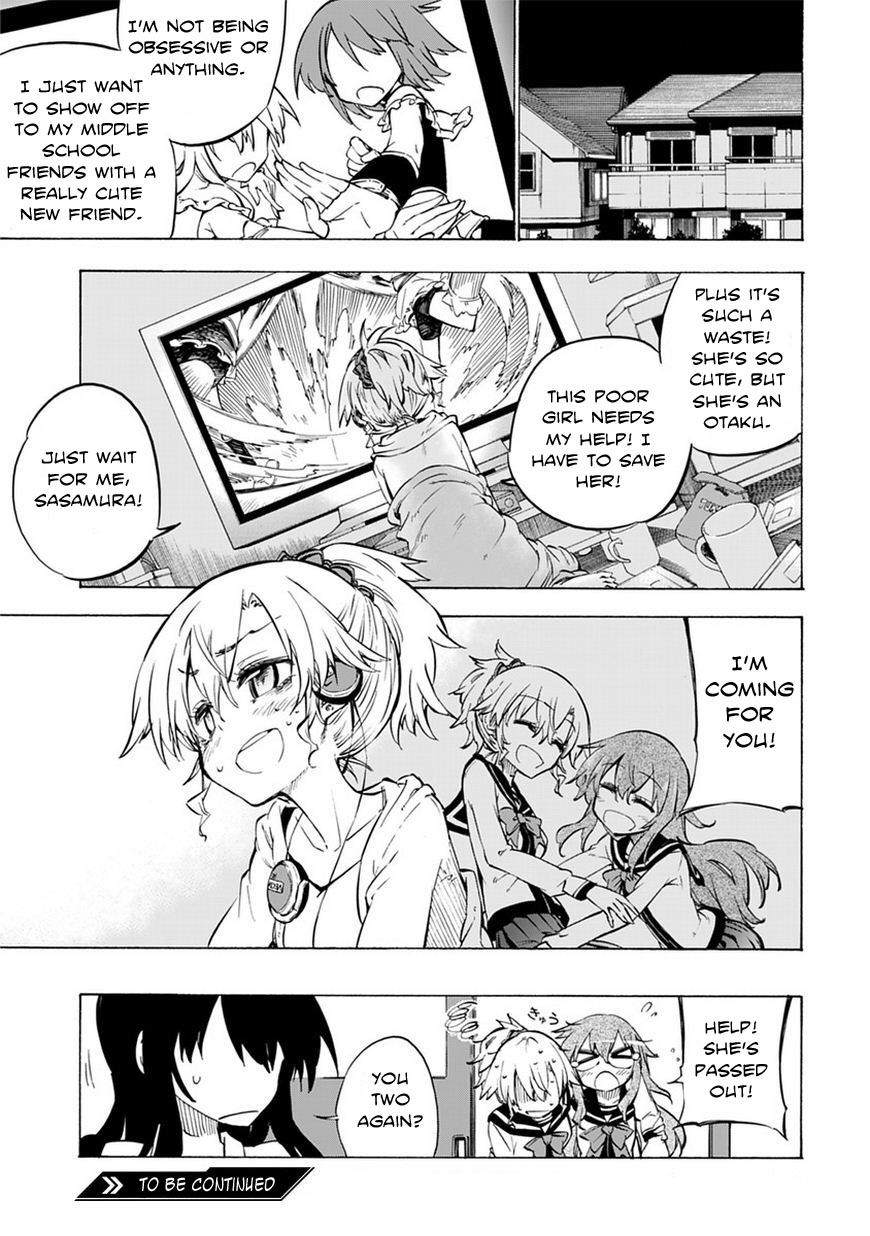 I'M NOT BEING
OBSESSIVE OR
ANYTHING.
I JUST WANT
TO SHOW OFF
TO MY MIDDLE
SCHOOL
FRIENDS WITH A
REALLY CUTE
NEW FRIEND.
PLUS IT'S
SUCH A
WASTE!
SHE'S SO
CUTE, BUT
SHE'S AN
OTAKU.
THIS POOR
GIRL NEEDS
MY HELP! I
HAVE TO SAVE
HER!
JUST WAIT
FOR ME,
SASAMURA!
I'M
COMING
FOR
YOU!
HELP!
SHE'S
PASSED
OUT!
きゅう
YOU
TWO
AGAIN?
TO BE CONTINUED